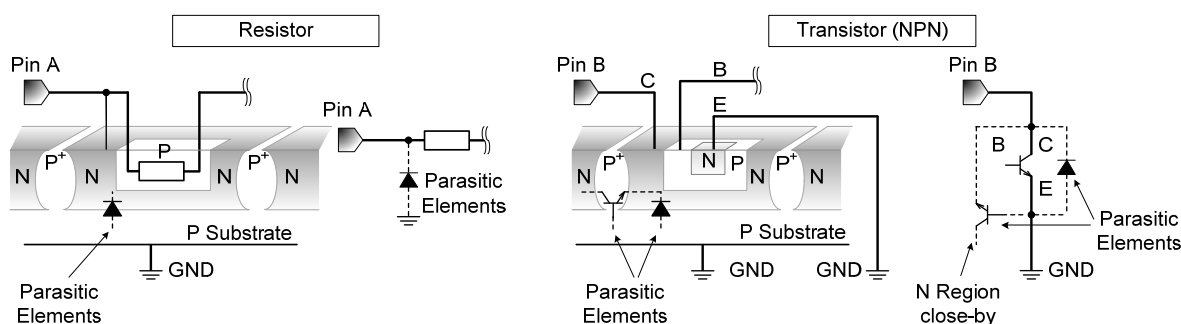 Resistor
Transistor (NPN)
Pin A
Pin A
N
P+
N
P
N
P+
N
Parasitic
Elements
P Substrate
GND
Parasitic
Elements
Pin B
C
B
E
N
P+
N
N
P
N
P+
N
P Substrate
GND
GND
Parasitic
Elements
Pin B
B
C
E
Parasitic
Elements
GND
N Region
close-by